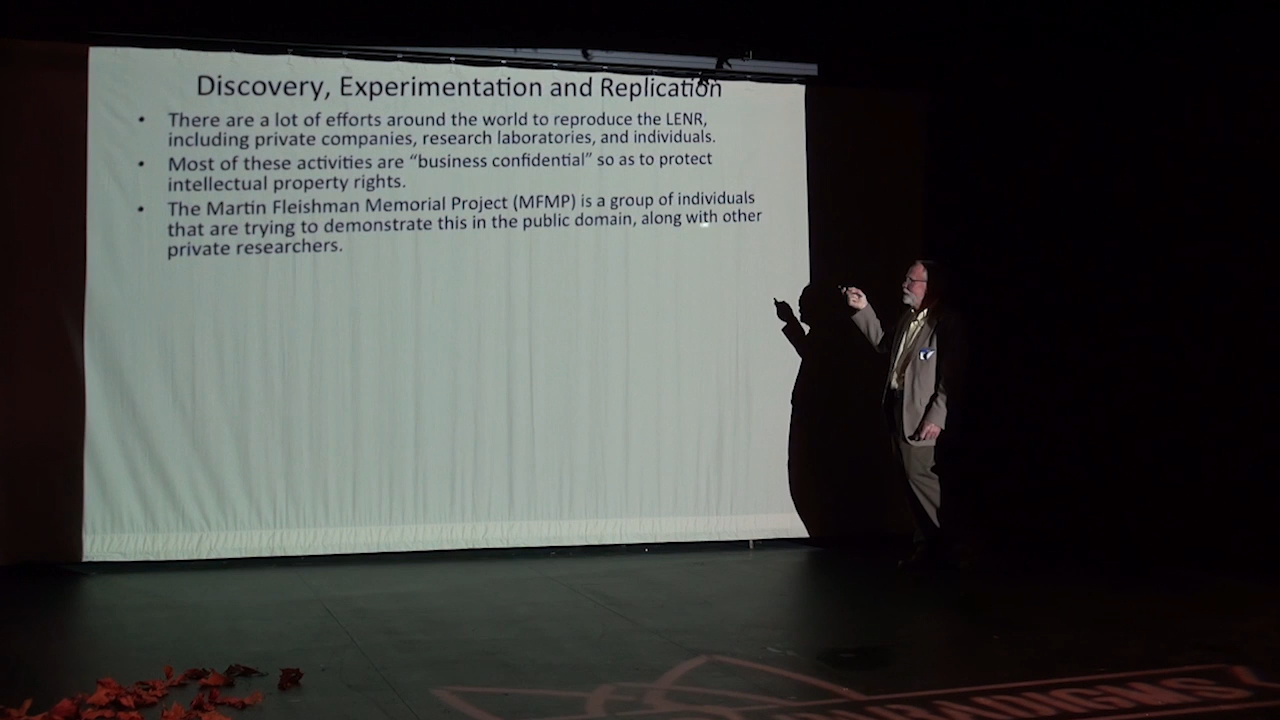 Discovery, Experimentation and Replication
• There are a lot of efforts around the world to reproduce the LENR,
including private companies, research laboratories, and individuals.
• Most of these activities are “business confidential” so as to protect
intellectual property rights.
• The Martin Fleishman Memorial Project (MFMP) is a group of individuals
that are trying to demonstrate this in the public domain, along with other
private researchers.